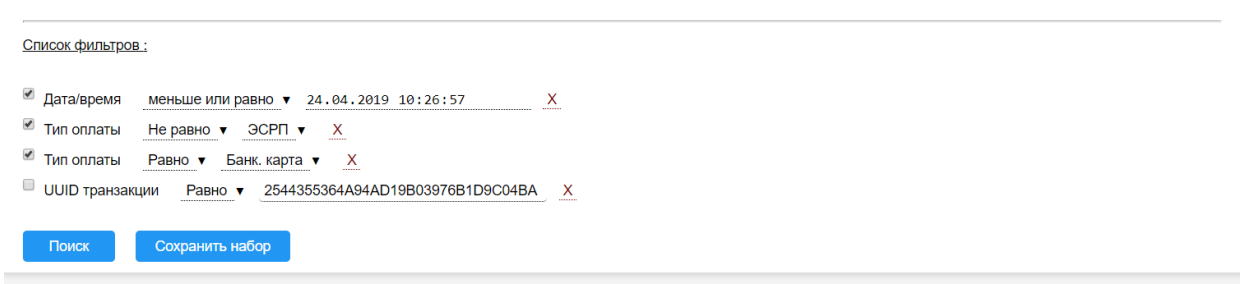 Список фильтров :
Дата/время меньше или равно ▼ 24.04.2019 10:26:57 X
Тип оплаты Не равно ▼ ЭСРП ▼ X
Тип оплаты Равно ▼ Банк. карта ▼ X
UUID транзакции Равно ▼ 2544355364A94AD19B03976B1D9C04BA X
Поиск Сохранить набор